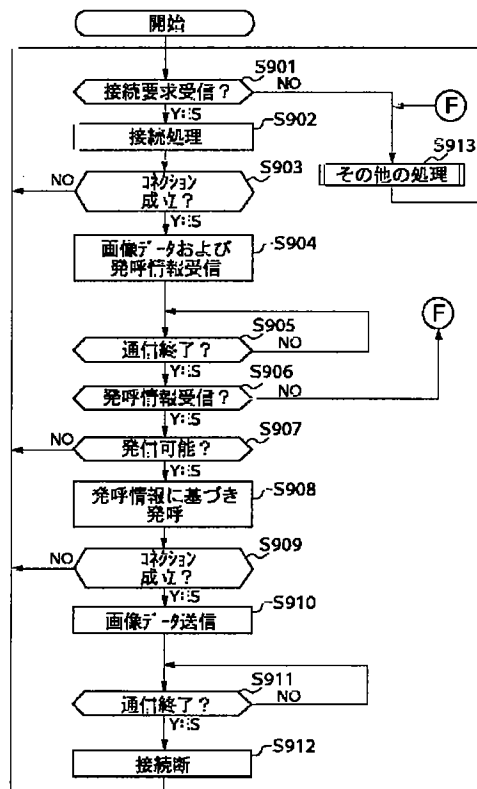 開始
接続要求受信?
S901
NO
YES
接続処理
S902
F
S913
その他の処理
コネクション
成立?
S903
NO
YES
画像データおよび
発呼情報受信
S904
F
通信終了?
S905
NO
YES
発呼情報受信?
S906
NO
YES
発信可能?
S907
NO
YES
発呼情報に基づき
発呼
S908
コネクション
成立?
S909
NO
YES
画像データ送信
S910
通信終了?
S911
NO
YES
接続断
S912